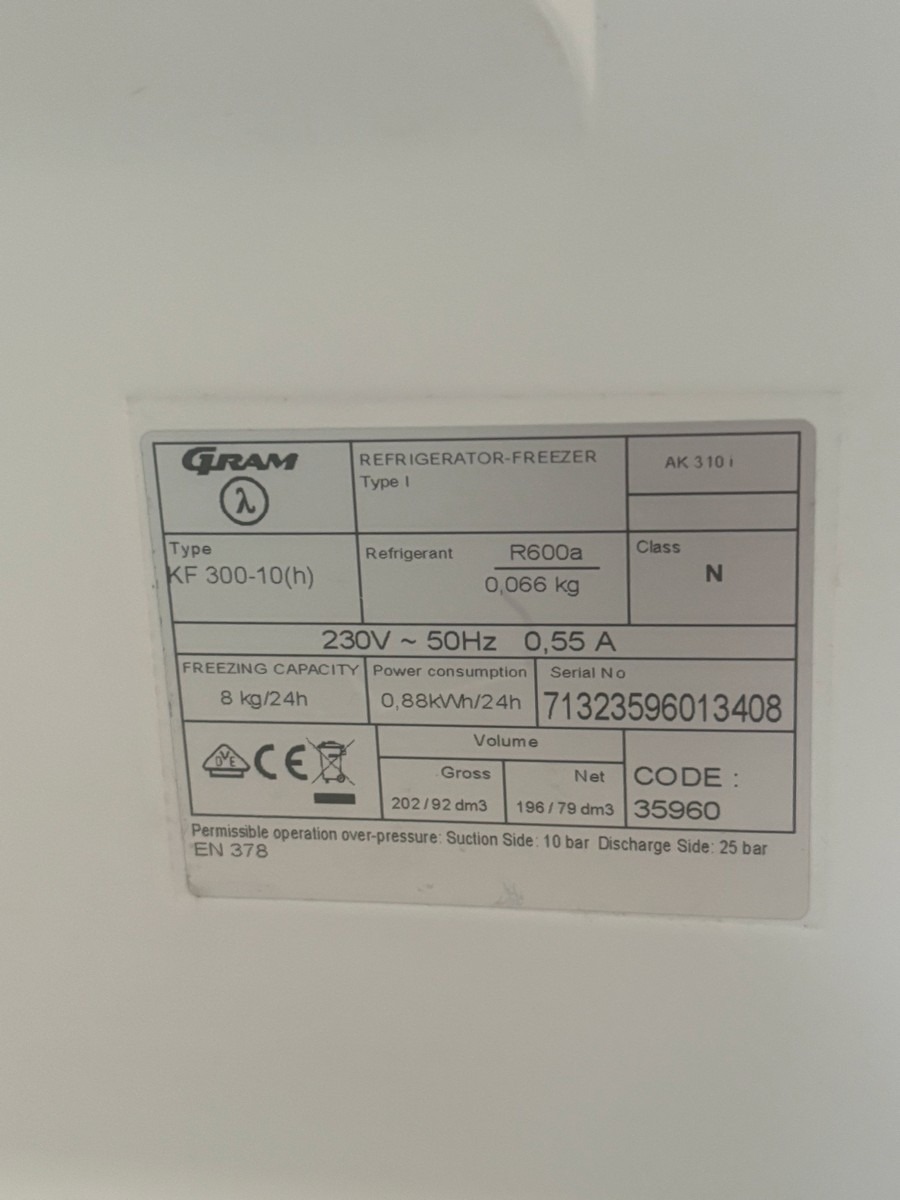 GRAM
λ
REFRIGERATOR-FREEZER
Type I
AK 310 i
Type
KF 300-10(h)
Refrigerant R600a
0,066 kg
Class
N
230V ~ 50Hz 0,55 A
FREEZING CAPACITY
8 kg/24h
Power consumption
0,88kWh/24h
Serial No
71323596013408
DVE CE
Volume
Gross
202/92 dm3
Net
196/79 dm3
CODE :
35960
Permissible operation over-pressure: Suction Side: 10 bar Discharge Side: 25 bar
EN 378